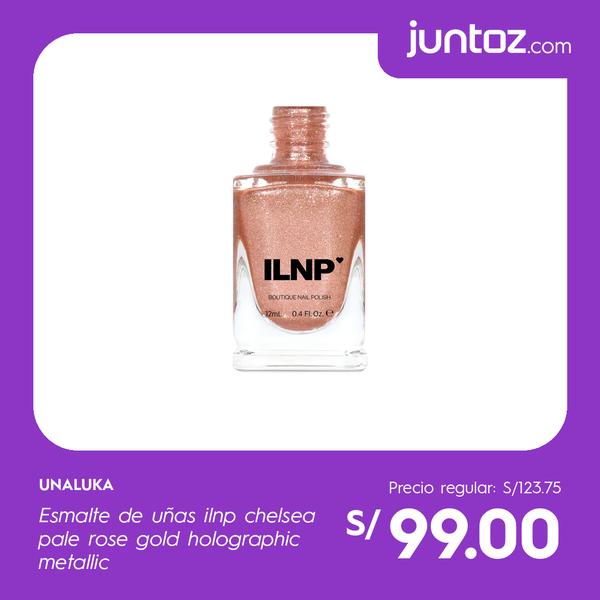 juntoz.com
ILNP
BOUTIQUE NAIL POLISH
12mL 0.4 Fl. Oz. ℮
UNALUKA
Esmalte de uñas ilnp chelsea
pale rose gold holographic
metallic
Precio regular: S/123.75
S/ 99.00